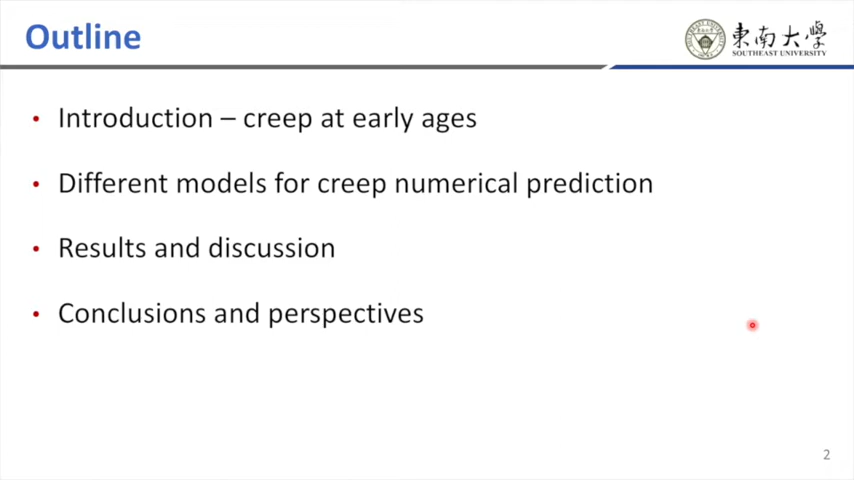 Outline
東南大學
SOUTHEAST UNIVERSITY
• Introduction – creep at early ages
• Different models for creep numerical prediction
• Results and discussion
• Conclusions and perspectives
2